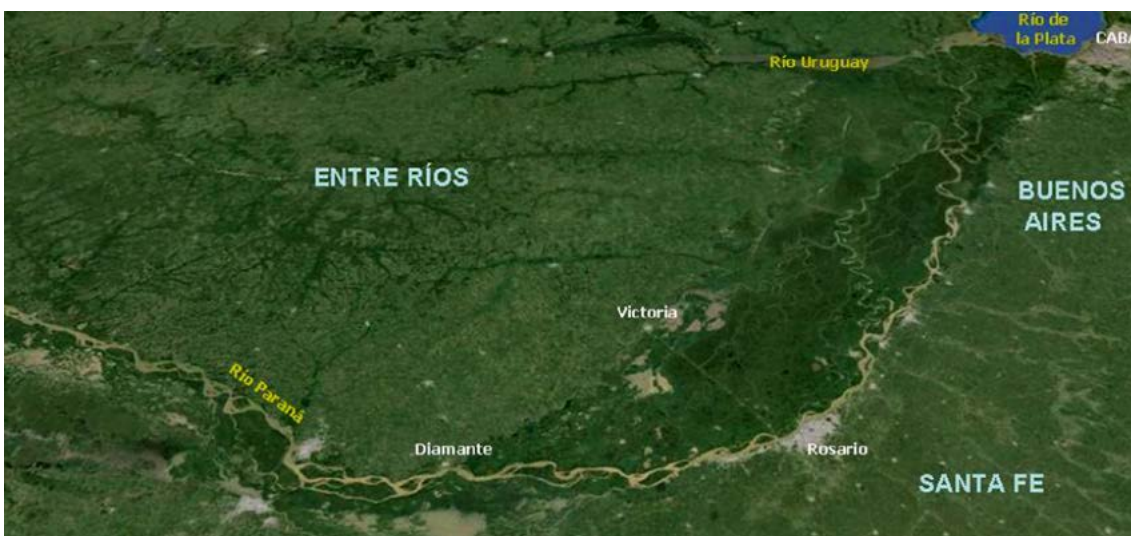 Río de
la Plata
CABA
Río Uruguay
ENTRE RÍOS
BUENOS
AIRES
Victoria
Río Paraná
Diamante
Rosario
SANTA FE